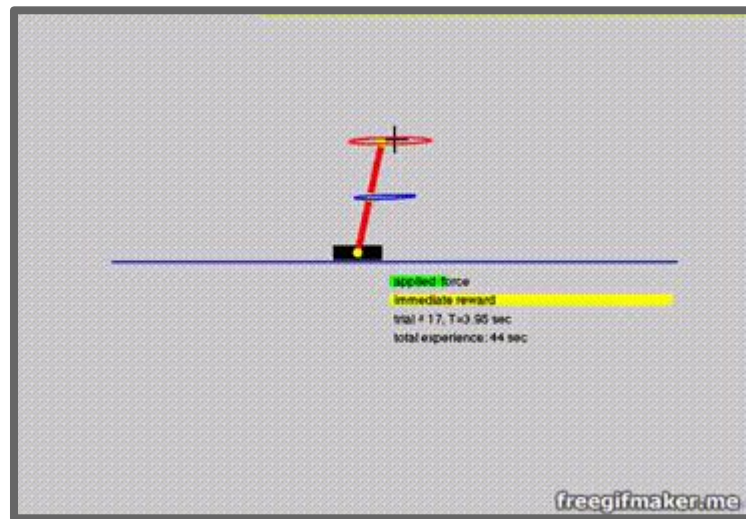 applied force
immediate reward
trial # 17, T=3.95 sec
total experience: 44 sec
freegifmaker.me